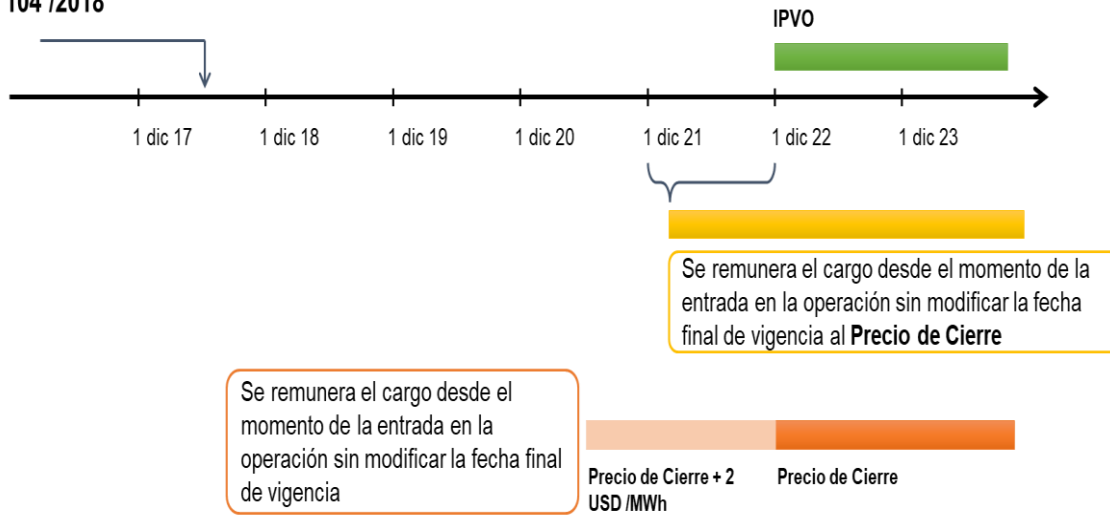 104 /2018
IPVO
1 dic 17
1 dic 18
1 dic 19
1 dic 20
1 dic 21
1 dic 22
1 dic 23
Se remunera el cargo desde el momento de la
entrada en la operación sin modificar la fecha
final de vigencia al Precio de Cierre
Se remunera el cargo desde el
momento de la entrada en la
operación sin modificar la fecha final
de vigencia
Precio de Cierre + 2
USD /MWh
Precio de Cierre